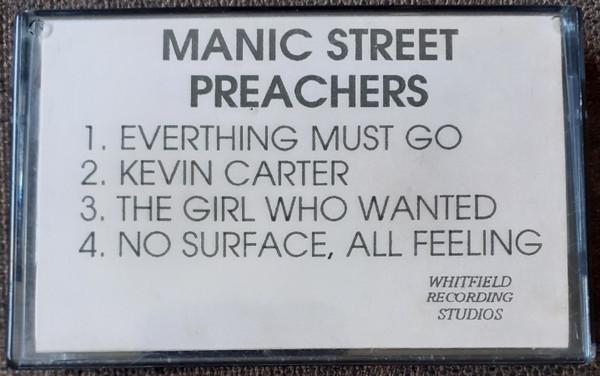 MANIC STREET
PREACHERS
1. EVERTHING MUST GO
2. KEVIN CARTER
3. THE GIRL WHO WANTED
4. NO SURFACE, ALL FEELING
WHITFIELD
RECORDING
STUDIOS